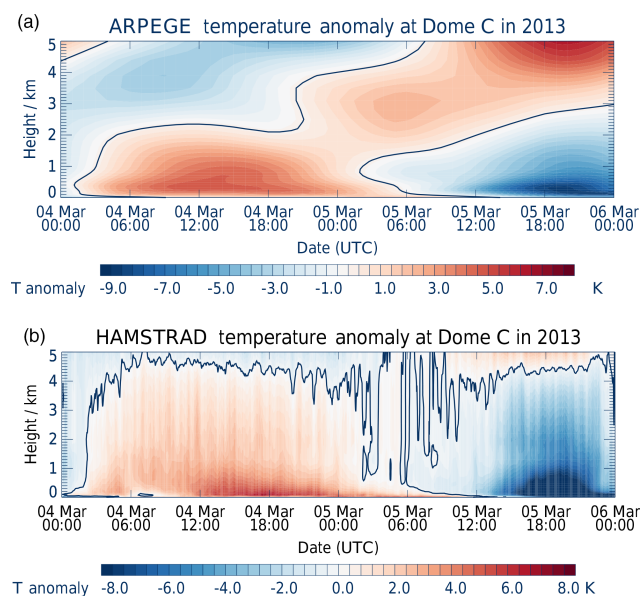 (a)
ARPEGE temperature anomaly at Dome C in 2013
Height / km
5
4
3
2
1
0
04 Mar 04 Mar 04 Mar 04 Mar 05 Mar 05 Mar 05 Mar 05 Mar 06 Mar
00:00 06:00 12:00 18:00 00:00 06:00 12:00 18:00 00:00
Date (UTC)
T anomaly -9.0 -7.0 -5.0 -3.0 -1.0 1.0 3.0 5.0 7.0 K
(b)
HAMSTRAD temperature anomaly at Dome C in 2013
Height / km
5
4
3
2
1
0
04 Mar 04 Mar 04 Mar 04 Mar 05 Mar 05 Mar 05 Mar 05 Mar 06 Mar
00:00 06:00 12:00 18:00 00:00 06:00 12:00 18:00 00:00
Date (UTC)
T anomaly -8.0 -6.0 -4.0 -2.0 0.0 2.0 4.0 6.0 8.0 K